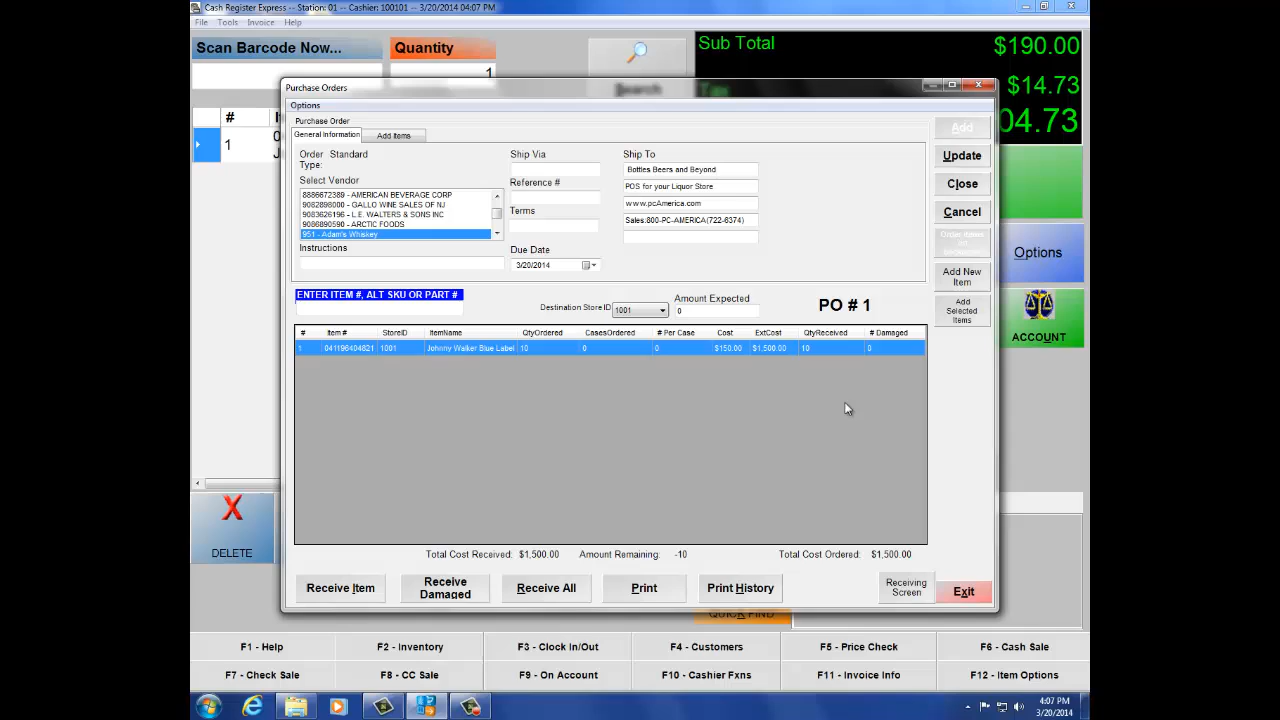 Cash Register Express -- Station: 01 -- Cashier: 100101 - 3/20/2014 04:07 PM
File Tools Invoice Help
Scan Barcode Now...
Quantity
1
Search
Sub Total $190.00
Tax $14.73
04.73
#
1
Purchase Orders
Options
Purchase Order
General Information Add Items
Order Type: Standard
Select Vendor
8886672389 - AMERICAN BEVERAGE CORP
9082898000 - GALLO WINE SALES OF NJ
9083626196 - L.E. WALTERS & SONS INC
9086890590 - ARCTIC FOODS
951 - Adam's Whiskey
Instructions
Ship Via
Reference #
Terms
Due Date
3/20/2014
Ship To
Bottles Beers and Beyond
POS for your Liquor Store
www.pcAmerica.com
Sales:800-PC-AMERICA(722-6374)
Add
Update
Close
Cancel
Add New Item
Add Selected Items
ENTER ITEM #, ALT SKU OR PART #
Destination Store ID 1001
Amount Expected
0
PO # 1
# Item # StoreID ItemName QtyOrdered CasesOrdered # Per Case Cost ExtCost QtyReceived # Damaged
1 041196404821 1001 Johnny Walker Blue Label 10 0 0 $150.00 $1,500.00 10 0
Total Cost Received: $1,500.00 Amount Remaining: -10 Total Cost Ordered: $1,500.00
Receive Item
Receive Damaged
Receive All
Print
Print History
Receiving Screen
Exit
Options
ACCOUNT
X
DELETE
QUICK FIND
F1 - Help F2 - Inventory F3 - Clock In/Out F4 - Customers F5 - Price Check F6 - Cash Sale
F7 - Check Sale F8 - CC Sale F9 - On Account F10 - Cashier Fxns F11 - Invoice Info F12 - Item Options
4:07 PM
3/20/2014